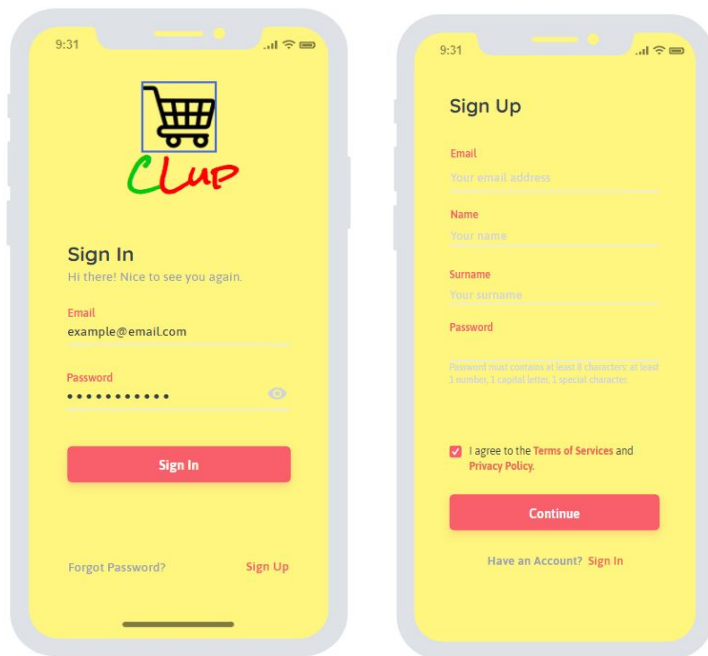 9:31
CLup
Sign In
Hi there! Nice to see you again.
Email
example@email.com
Password
Sign In
Forgot Password?
Sign Up
9:31
Sign Up
Email
Your email address
Name
Your name
Surname
Your surname
Password
Password must contains at least 8 characters: at least
1 number, 1 capital letter, 1 special character.
I agree to the Terms of Services and
Privacy Policy.
Continue
Have an Account? Sign In